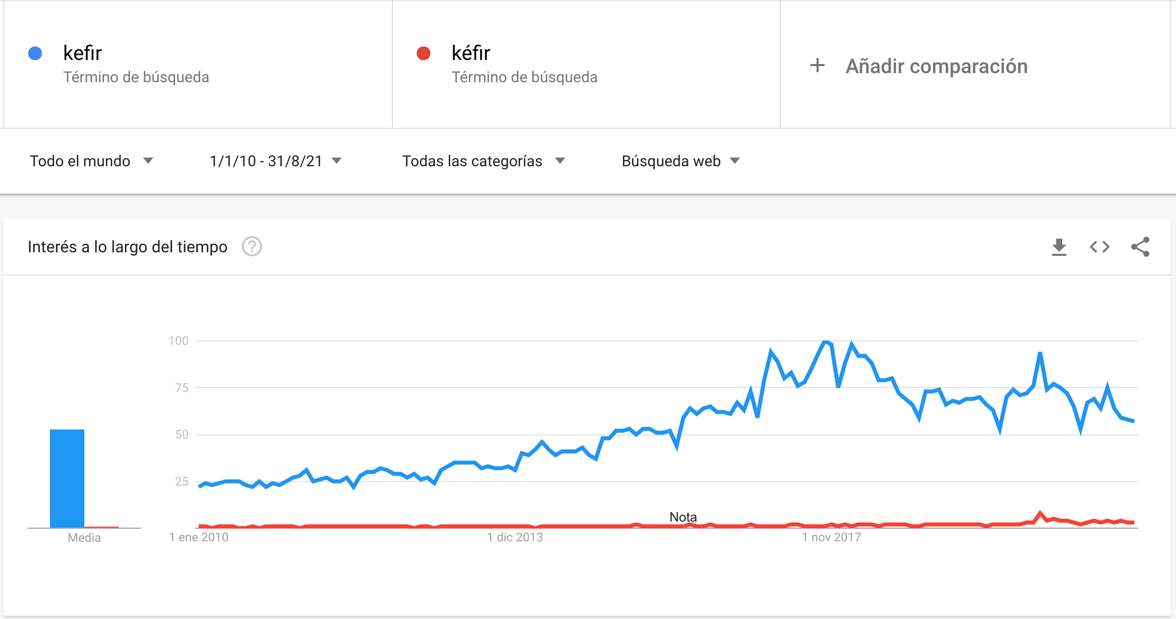 kefir
Término de búsqueda
kéfir
Término de búsqueda
+ Añadir comparación
Todo el mundo
1/1/10 - 31/8/21
Todas las categorías
Búsqueda web
Interés a lo largo del tiempo ?
100
75
50
25
Nota
Media
1 ene 2010
1 dic 2013
1 nov 2017